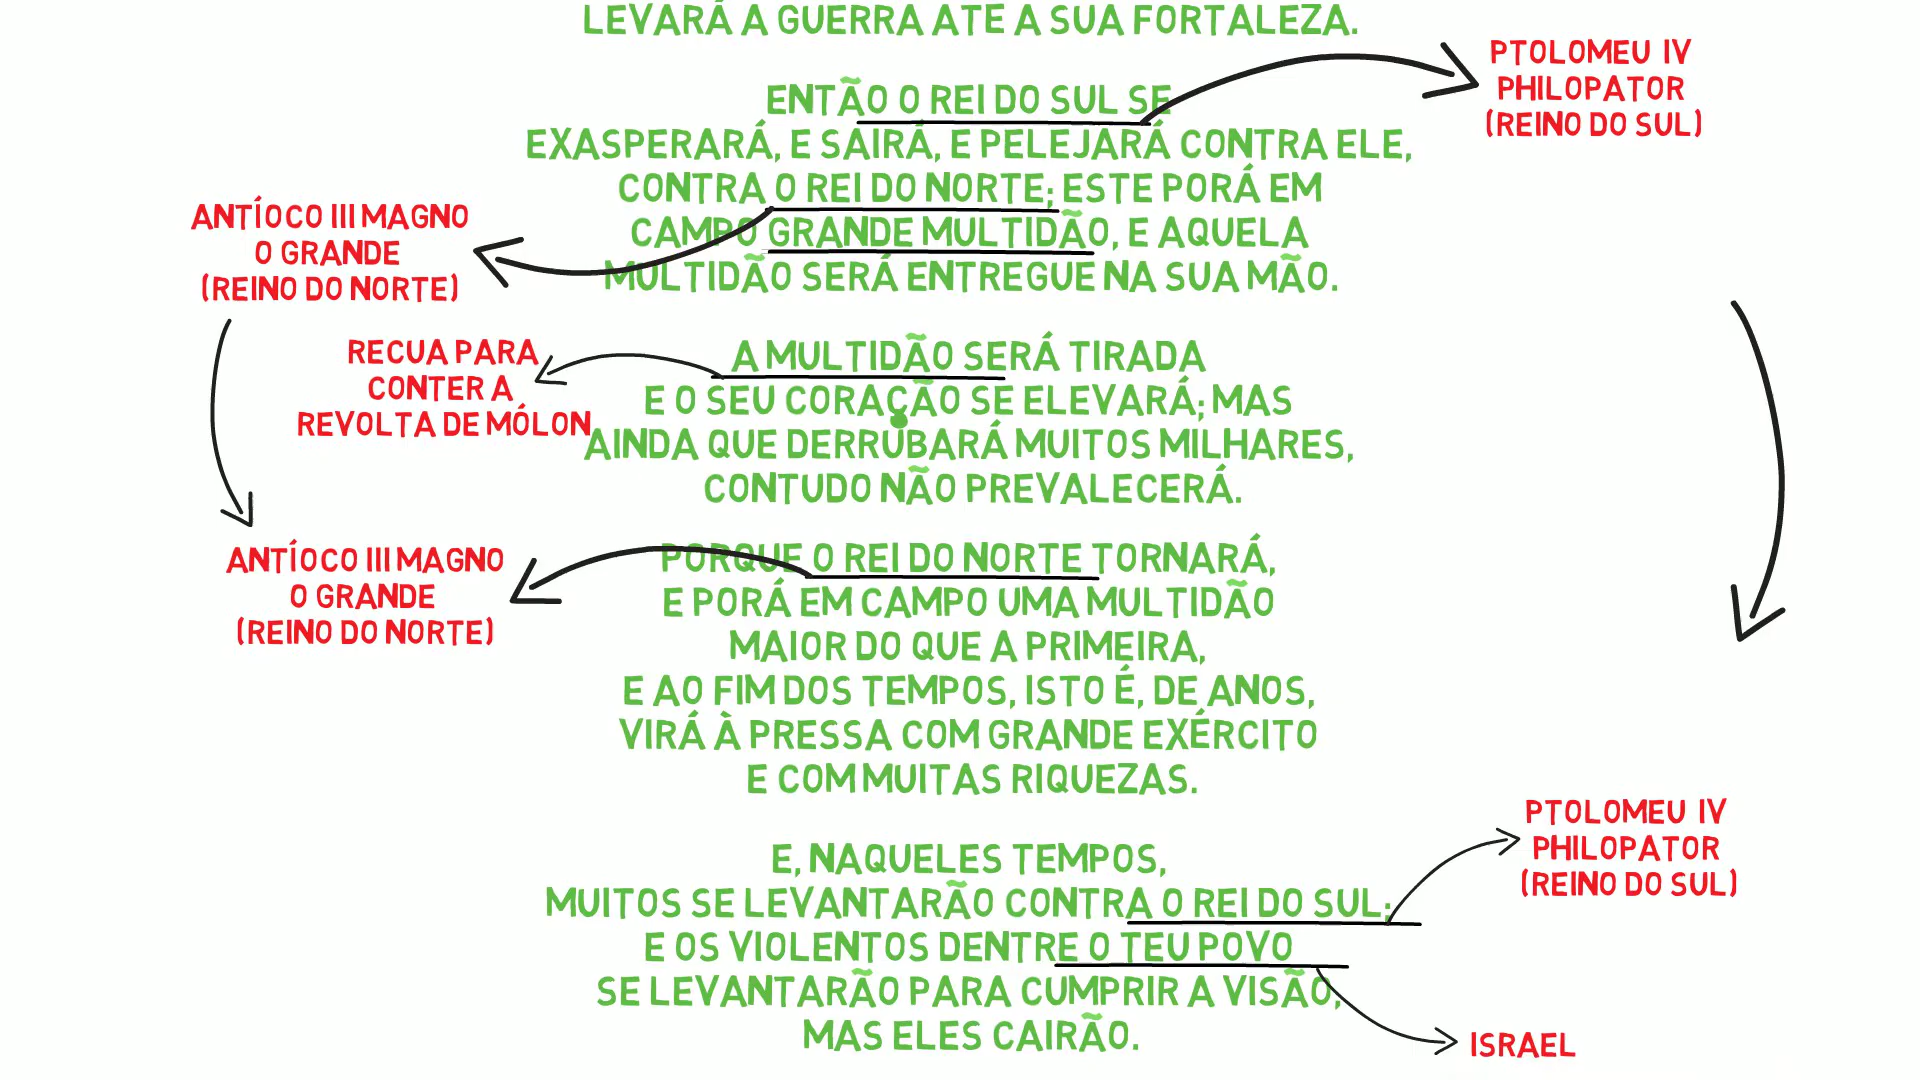 LEVARÁ A GUERRA ATE A SUA FORTALEZA.
PTOLOMEU IV
PHILOPATOR
(REINO DO SUL)
ENTÃO O REI DO SUL SE
EXASPERARÁ, E SAIRÁ, E PELEJARÁ CONTRA ELE,
CONTRA O REI DO NORTE; ESTE PORÁ EM
CAMPO GRANDE MULTIDÃO, E AQUELA
MULTIDÃO SERÁ ENTREGUE NA SUA MÃO.
ANTÍOCO III MAGNO
O GRANDE
(REINO DO NORTE)
RECUA PARA
CONTER A
REVOLTA DE MÓLON
A MULTIDÃO SERÁ TIRADA
E O SEU CORAÇÃO SE ELEVARÁ; MAS
AINDA QUE DERRUBARÁ MUITOS MILHARES,
CONTUDO NÃO PREVALECERÁ.
ANTÍOCO III MAGNO
O GRANDE
(REINO DO NORTE)
PORQUE O REI DO NORTE TORNARÁ,
E PORÁ EM CAMPO UMA MULTIDÃO
MAIOR DO QUE A PRIMEIRA,
E AO FIM DOS TEMPOS, ISTO É, DE ANOS,
VIRÁ À PRESSA COM GRANDE EXÉRCITO
E COM MUITAS RIQUEZAS.
PTOLOMEU IV
PHILOPATOR
(REINO DO SUL)
E, NAQUELES TEMPOS,
MUITOS SE LEVANTARÃO CONTRA O REI DO SUL;
E OS VIOLENTOS DENTRE O TEU POVO
SE LEVANTARÃO PARA CUMPRIR A VISÃO,
MAS ELES CAIRÃO.
ISRAEL